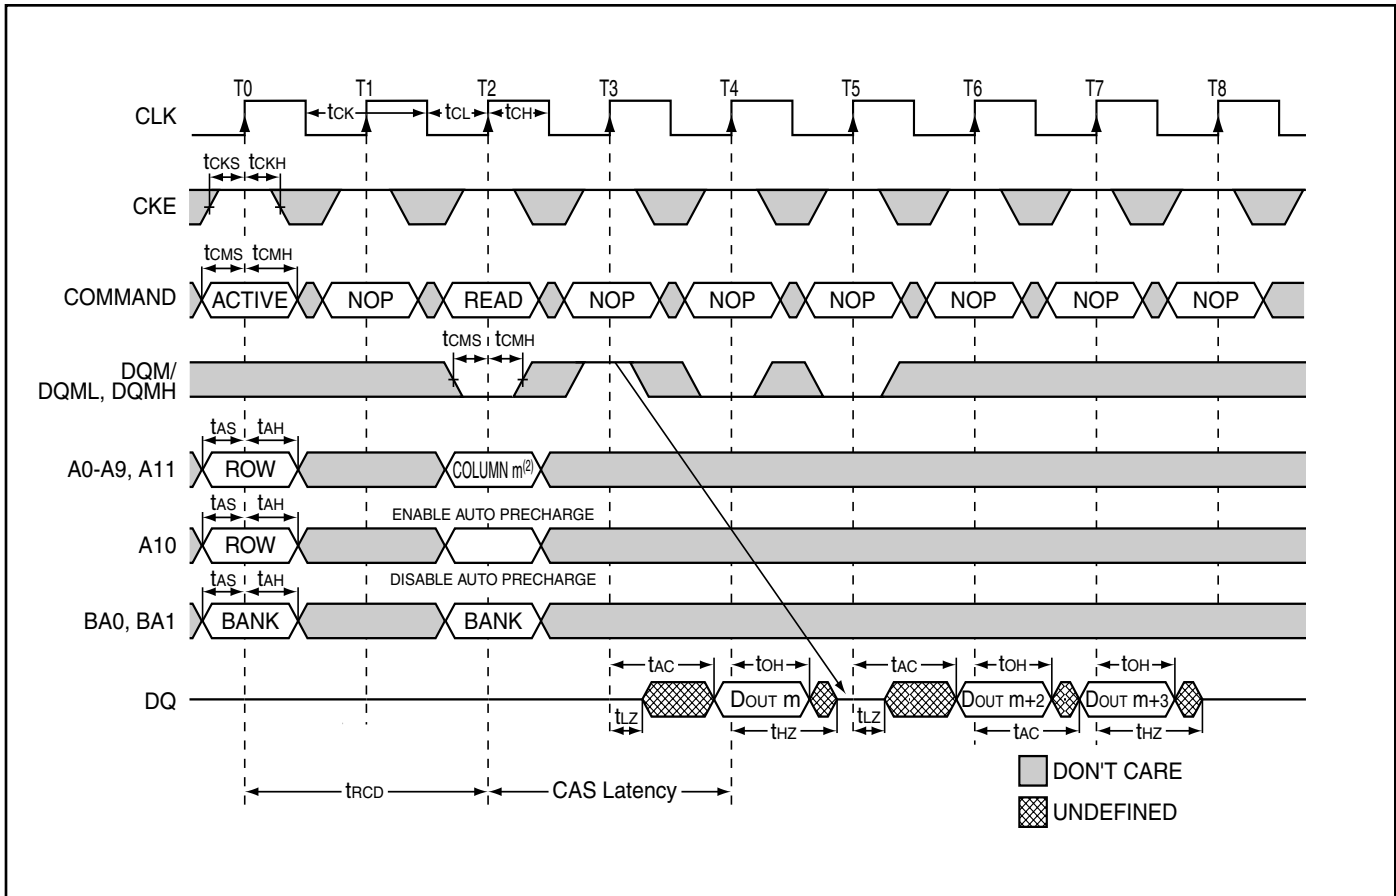 T0 T1 T2 T3 T4 T5 T6 T7 T8
CLK tCK tCL tCH
tCKS tCKH
CKE
tCMS tCMH
COMMAND ACTIVE NOP READ NOP NOP NOP NOP NOP NOP
tCMS tCMH
DQM/
DQML, DQMH
tAS tAH
A0-A9, A11 ROW COLUMN m(2)
tAS tAH ENABLE AUTO PRECHARGE
A10 ROW
tAS tAH DISABLE AUTO PRECHARGE
BA0, BA1 BANK BANK
tAC tOH tAC tOH tOH
DQ DOUT m DOUT m+2 DOUT m+3
tLZ tHZ tLZ tAC tHZ
DON'T CARE
tRCD CAS Latency
UNDEFINED